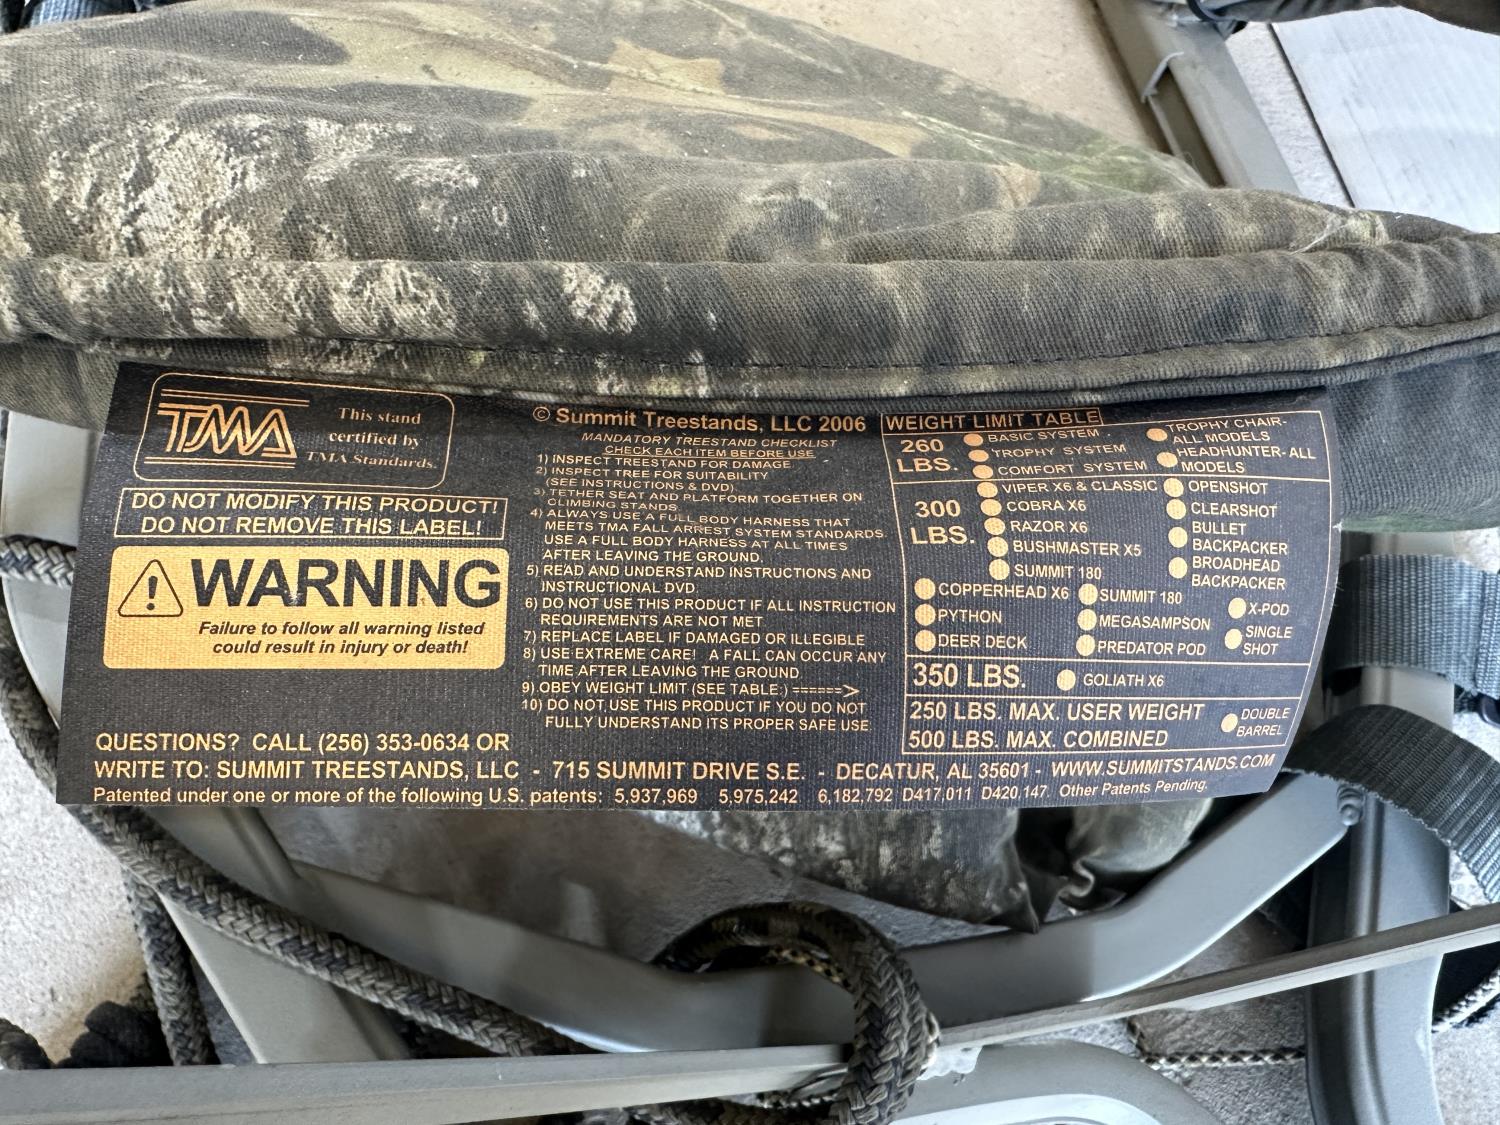 TMA
This stand
certified by
TMA Standards.
DO NOT MODIFY THIS PRODUCT!
DO NOT REMOVE THIS LABEL!
WARNING
Failure to follow all warning listed
could result in injury or death!
© Summit Treestands, LLC 2006
MANDATORY TREESTAND CHECKLIST
CHECK EACH ITEM BEFORE USE
1) INSPECT TREESTAND FOR DAMAGE.
2) INSPECT TREE FOR SUITABILITY
(SEE INSTRUCTIONS & DVD).
3) TETHER SEAT AND PLATFORM TOGETHER ON
CLIMBING STANDS.
4) ALWAYS USE A FULL BODY HARNESS THAT
MEETS TMA FALL ARREST SYSTEM STANDARDS.
USE A FULL BODY HARNESS AT ALL TIMES
AFTER LEAVING THE GROUND.
5) READ AND UNDERSTAND INSTRUCTIONS AND
INSTRUCTIONAL DVD.
6) DO NOT USE THIS PRODUCT IF ALL INSTRUCTION
REQUIREMENTS ARE NOT MET.
7) REPLACE LABEL IF DAMAGED OR ILLEGIBLE
8) USE EXTREME CARE! A FALL CAN OCCUR ANY
TIME AFTER LEAVING THE GROUND.
9) OBEY WEIGHT LIMIT (SEE TABLE:) ======>
10) DO NOT USE THIS PRODUCT IF YOU DO NOT
FULLY UNDERSTAND ITS PROPER SAFE USE.
WEIGHT LIMIT TABLE
260
LBS.
BASIC SYSTEM
TROPHY SYSTEM
COMFORT SYSTEM
TROPHY CHAIR-
ALL MODELS
HEADHUNTER- ALL
MODELS
300
LBS.
VIPER X6 & CLASSIC
COBRA X6
RAZOR X6
BUSHMASTER X5
SUMMIT 180
OPENSHOT
CLEARSHOT
BULLET
BACKPACKER
BROADHEAD
BACKPACKER
COPPERHEAD X6
PYTHON
DEER DECK
SUMMIT 180
MEGASAMPSON
PREDATOR POD
X-POD
SINGLE
SHOT
350 LBS.
GOLIATH X6
250 LBS. MAX. USER WEIGHT
500 LBS. MAX. COMBINED
DOUBLE
BARREL
QUESTIONS? CALL (256) 353-0634 OR
WRITE TO: SUMMIT TREESTANDS, LLC - 715 SUMMIT DRIVE S.E. - DECATUR, AL 35601 - WWW.SUMMITSTANDS.COM
Patented under one or more of the following U.S. patents: 5,937,969 5,975,242 6,182,792 D417,011 D420,147. Other Patents Pending.